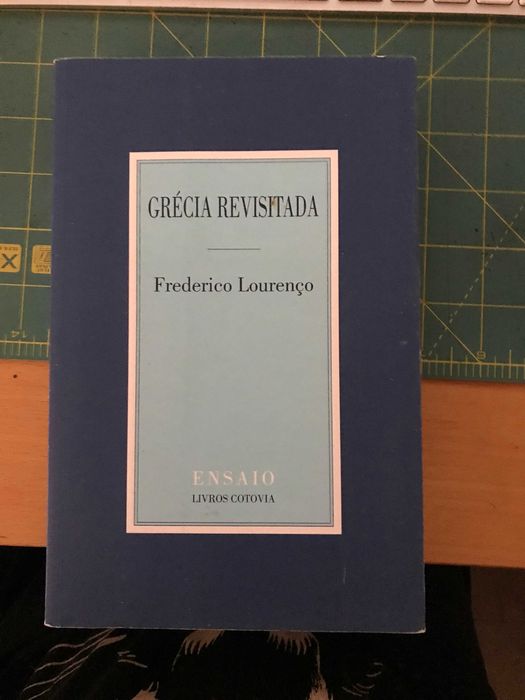 GRÉCIA REVISITADA
Frederico Lourenço
ENSAIO
LIVROS COTOVIA